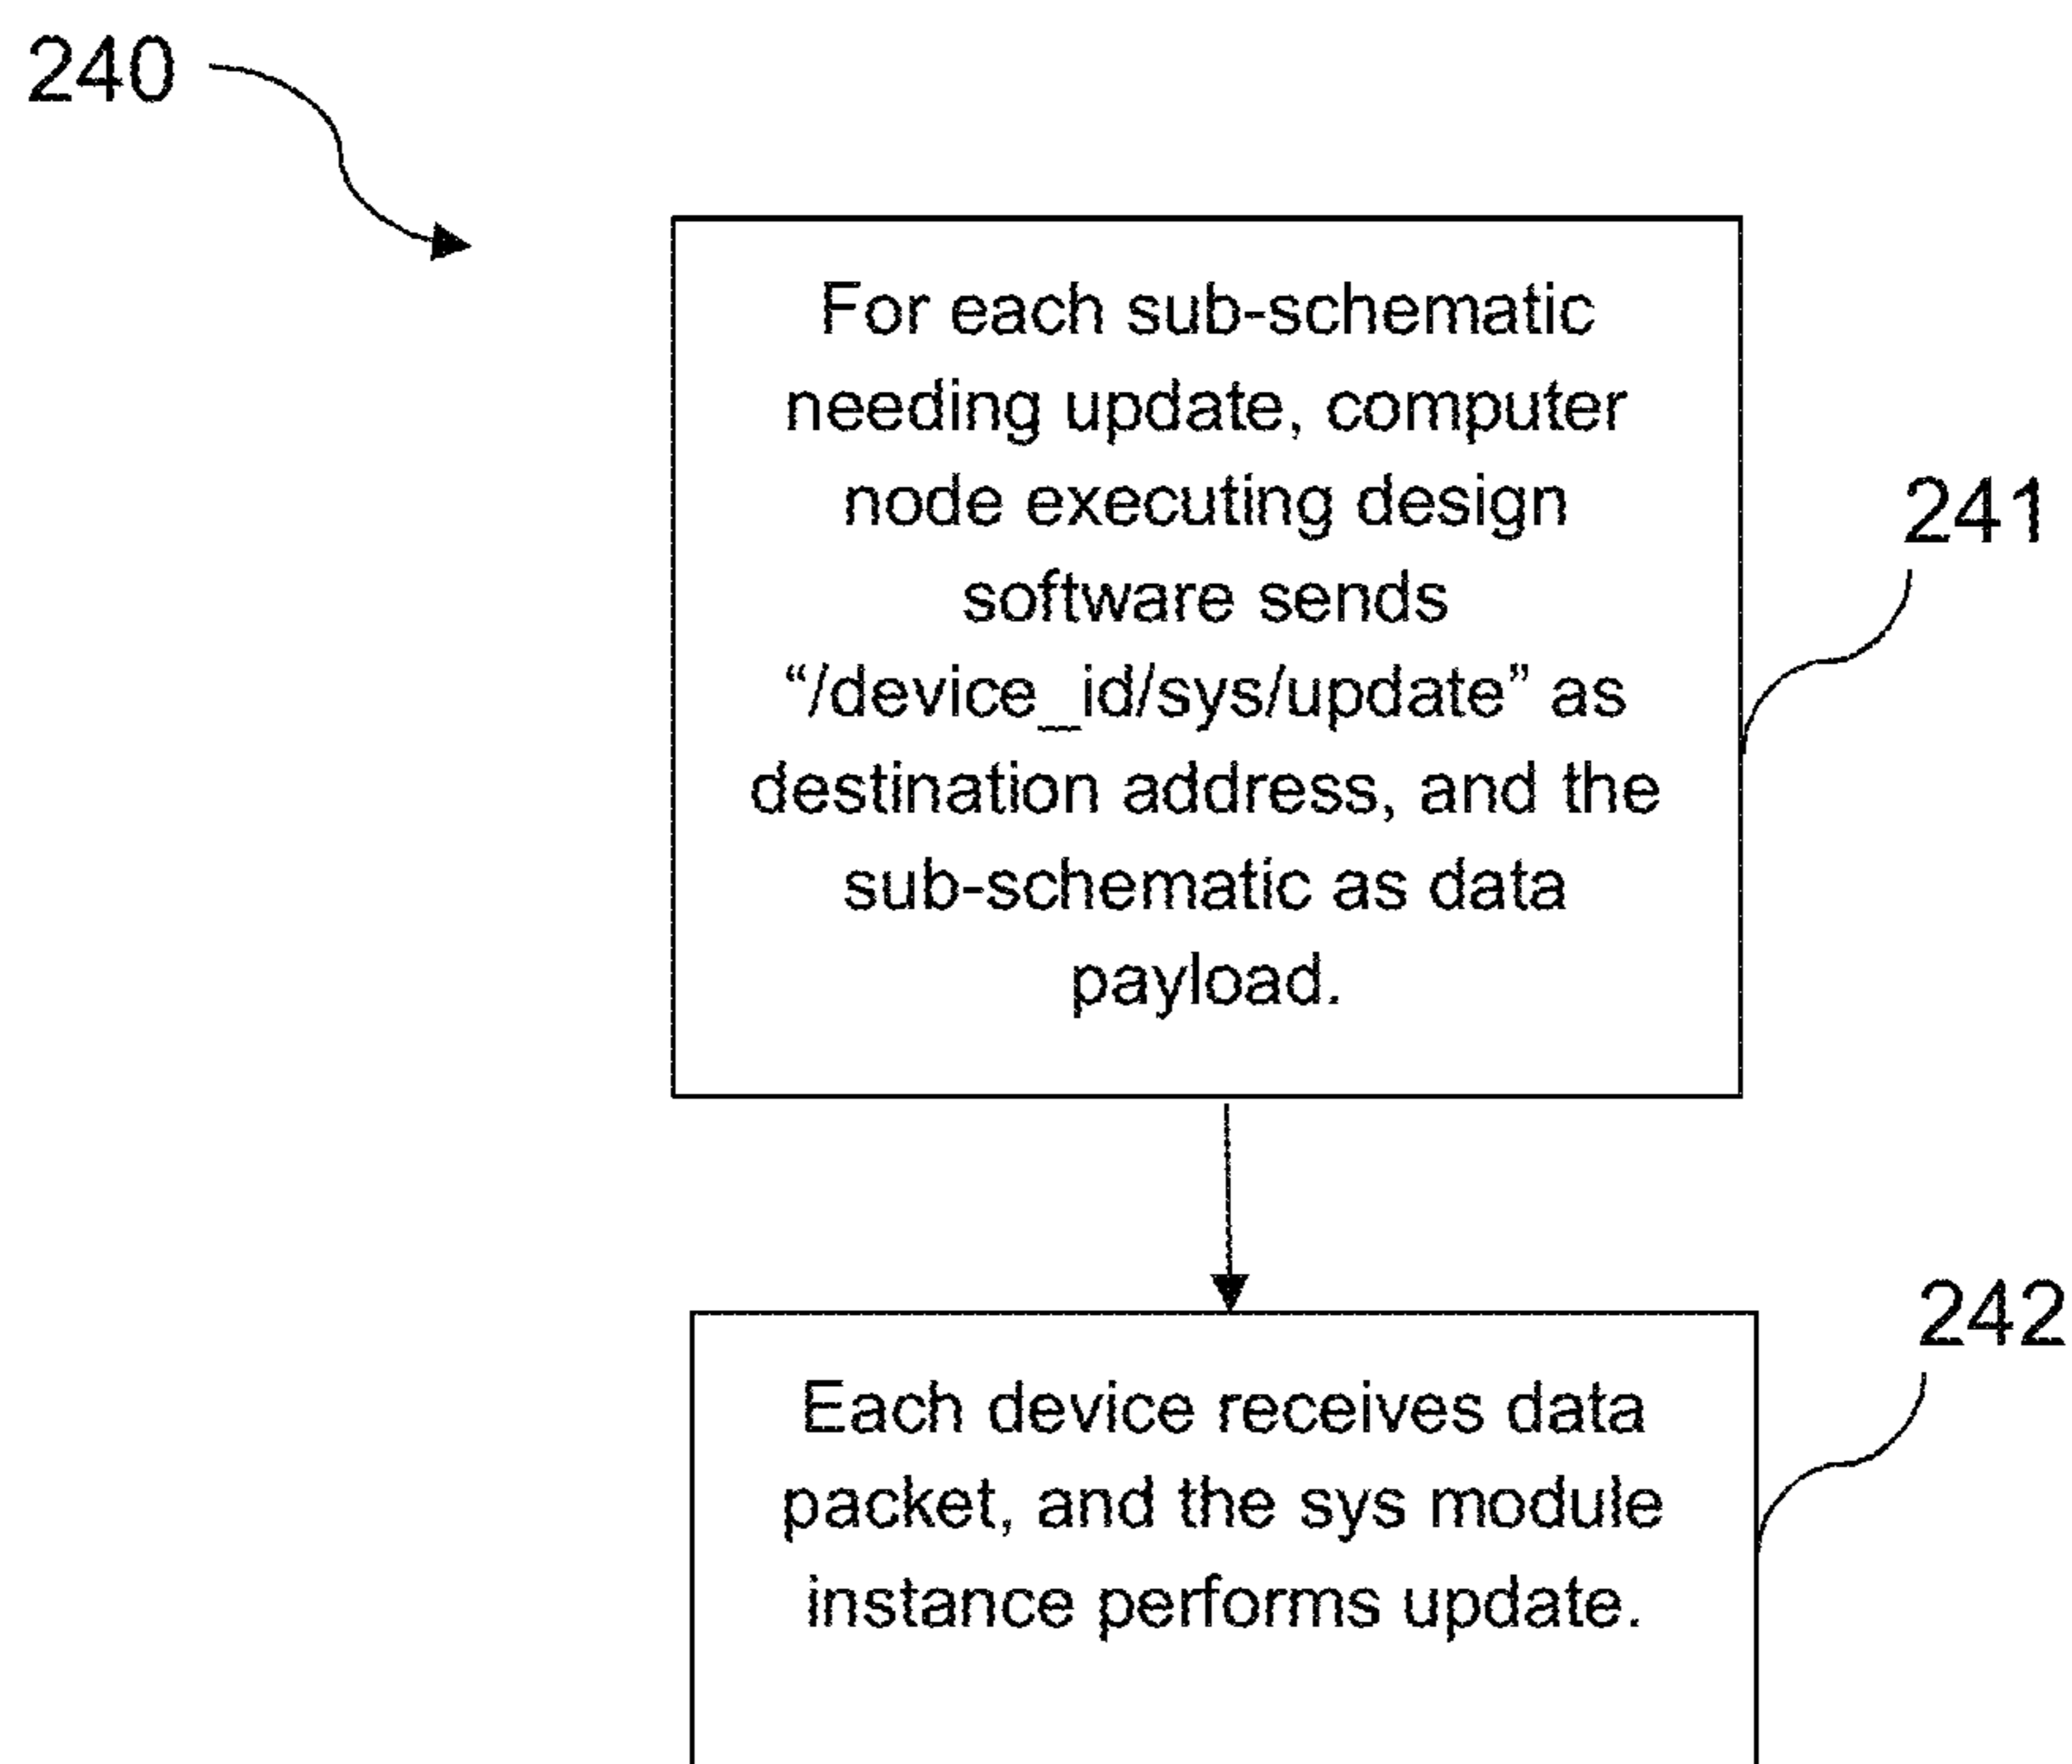 240
For each sub-schematic
needing update, computer
node executing design
software sends
“/device_id/sys/update” as
destination address, and the
sub-schematic as data
payload.
241
Each device receives data
packet, and the sys module
instance performs update.
242